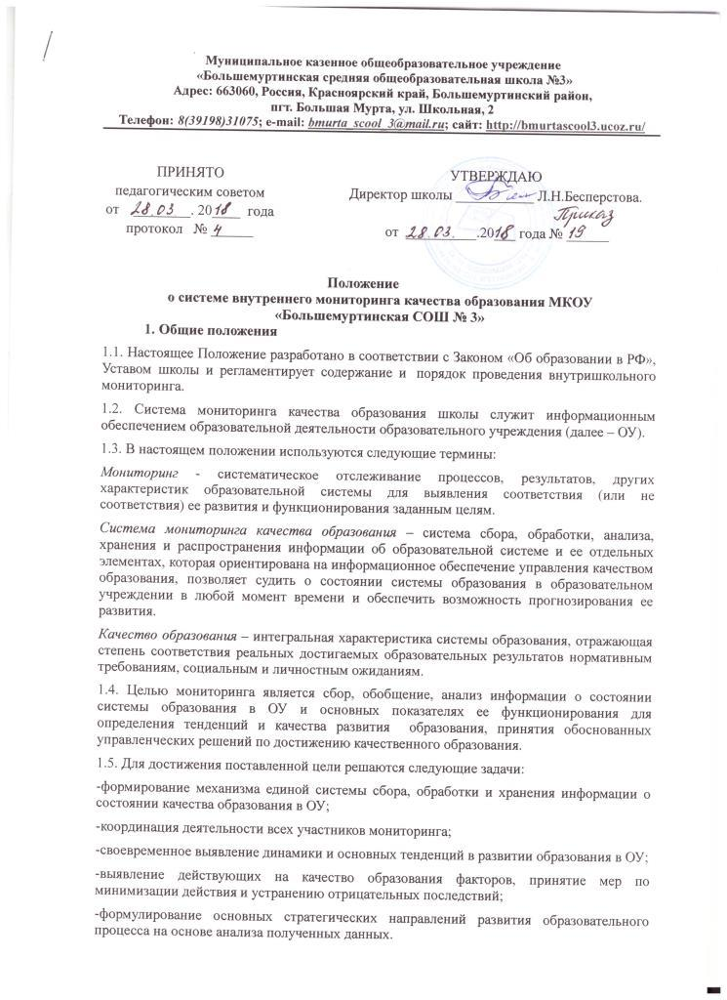 Муниципальное казенное общеобразовательное учреждение
«Большемуртинская средняя общеобразовательная школа №3»
Адрес: 663060, Россия, Красноярский край, Большемуртинский район,
пгт. Большая Мурта, ул. Школьная, 2
Телефон: 8(39198)31075; e-mail: bmurta_scool_3@mail.ru; сайт: http://bmurtascool3.ucoz.ru/
ПРИНЯТО
педагогическим советом
от 28.03. 2018 года
протокол № 4
УТВЕРЖДАЮ
Директор школы ___________ Л.Н.Бесперстова.
Приказ
от 28.03.2018 года № 19
Положение
о системе внутреннего мониторинга качества образования МКОУ
«Большемуртинская СОШ № 3»
1. Общие положения
1.1. Настоящее Положение разработано в соответствии с Законом «Об образовании в РФ»,
Уставом школы и регламентирует содержание и порядок проведения внутришкольного
мониторинга.
1.2. Система мониторинга качества образования школы служит информационным
обеспечением образовательной деятельности образовательного учреждения (далее – ОУ).
1.3. В настоящем положении используются следующие термины:
Мониторинг - систематическое отслеживание процессов, результатов, других
характеристик образовательной системы для выявления соответствия (или не
соответствия) ее развития и функционирования заданным целям.
Система мониторинга качества образования – система сбора, обработки, анализа,
хранения и распространения информации об образовательной системе и ее отдельных
элементах, которая ориентирована на информационное обеспечение управления качеством
образования, позволяет судить о состоянии системы образования в образовательном
учреждении в любой момент времени и обеспечить возможность прогнозирования ее
развития.
Качество образования – интегральная характеристика системы образования, отражающая
степень соответствия реальных достигаемых образовательных результатов нормативным
требованиям, социальным и личностным ожиданиям.
1.4. Целью мониторинга является сбор, обобщение, анализ информации о состоянии
системы образования в ОУ и основных показателях ее функционирования для
определения тенденций и качества развития образования, принятия обоснованных
управленческих решений по достижению качественного образования.
1.5. Для достижения поставленной цели решаются следующие задачи:
-формирование механизма единой системы сбора, обработки и хранения информации о
состоянии качества образования в ОУ;
-координация деятельности всех участников мониторинга;
-своевременное выявление динамики и основных тенденций в развитии образования в ОУ;
-выявление действующих на качество образования факторов, принятие мер по
минимизации действия и устранению отрицательных последствий;
-формулирование основных стратегических направлений развития образовательного
процесса на основе анализа полученных данных.